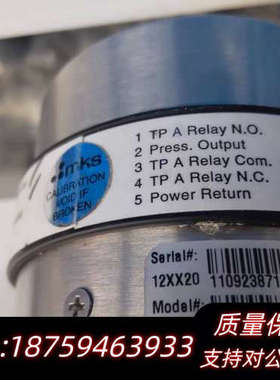 1 TP A Relay N.O.
2 Press. Output
3 TP A Relay Com.
4 TP A Relay N.C.
5 Power Return
mks
CALIBRATION
VOID IF
BROKEN
Serial#:
12XX20 110923871
Model#:
质量保
:18759463933
支持对公